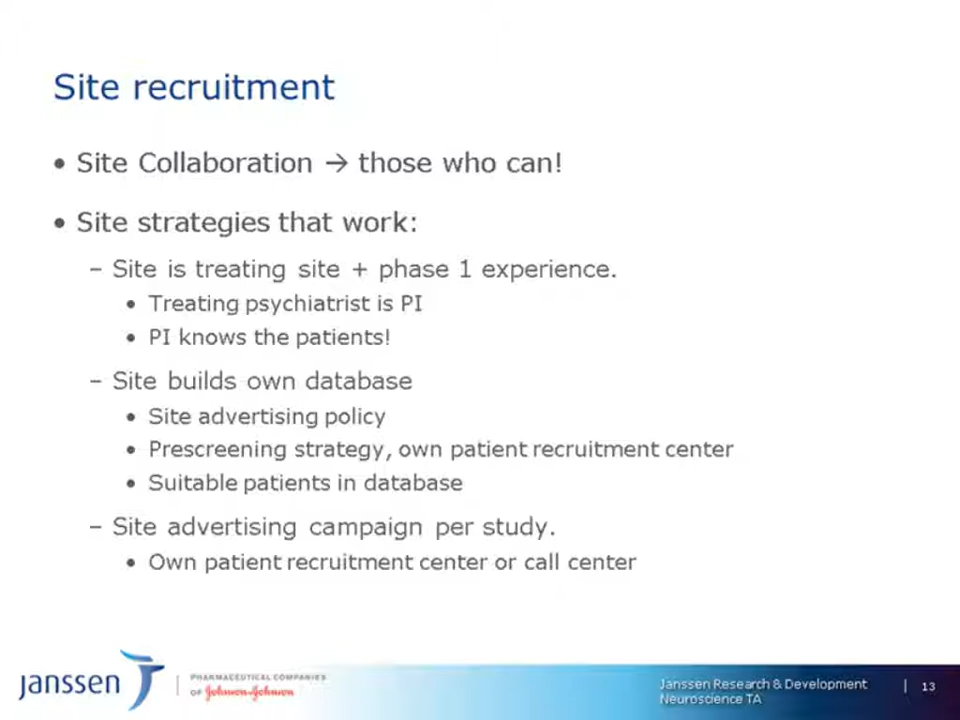 Site recruitment
• Site Collaboration → those who can!
• Site strategies that work:
– Site is treating site + phase 1 experience.
• Treating psychiatrist is PI
• PI knows the patients!
– Site builds own database
• Site advertising policy
• Prescreening strategy, own patient recruitment center
• Suitable patients in database
– Site advertising campaign per study.
• Own patient recruitment center or call center
janssen
PHARMACEUTICAL COMPANIES
OF Johnson & Johnson
Janssen Research & Development
Neuroscience TA
| 13